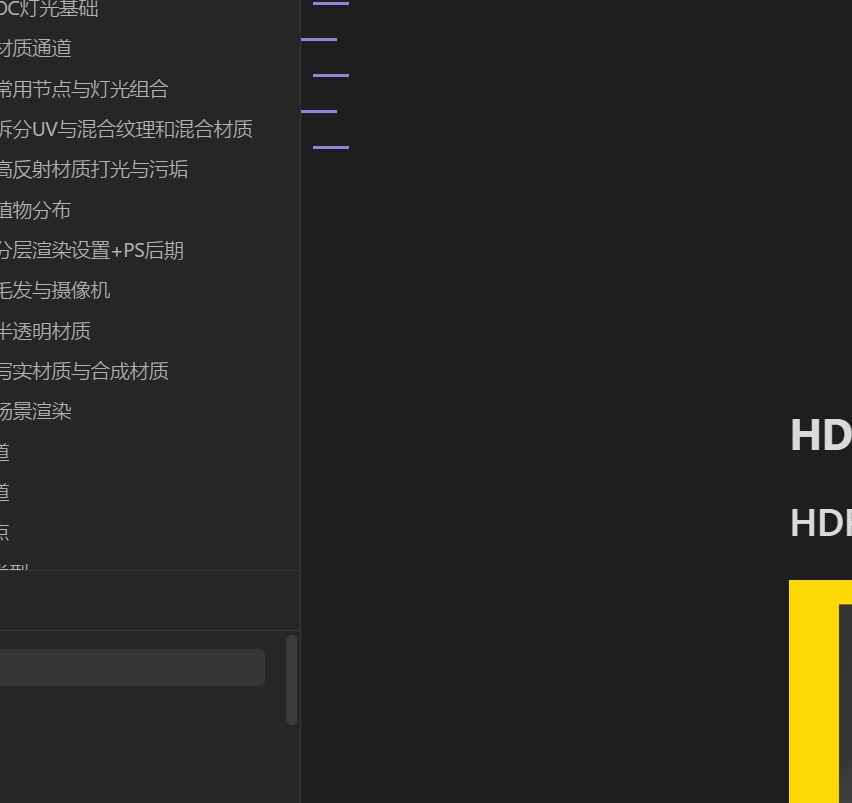 OC灯光基础
材质通道
常用节点与灯光组合
拆分UV与混合纹理和混合材质
高反射材质打光与污垢
植物分布
分层渲染设置+PS后期
毛发与摄像机
半透明材质
写实材质与合成材质
场景渲染
道
道
点
HD
HD